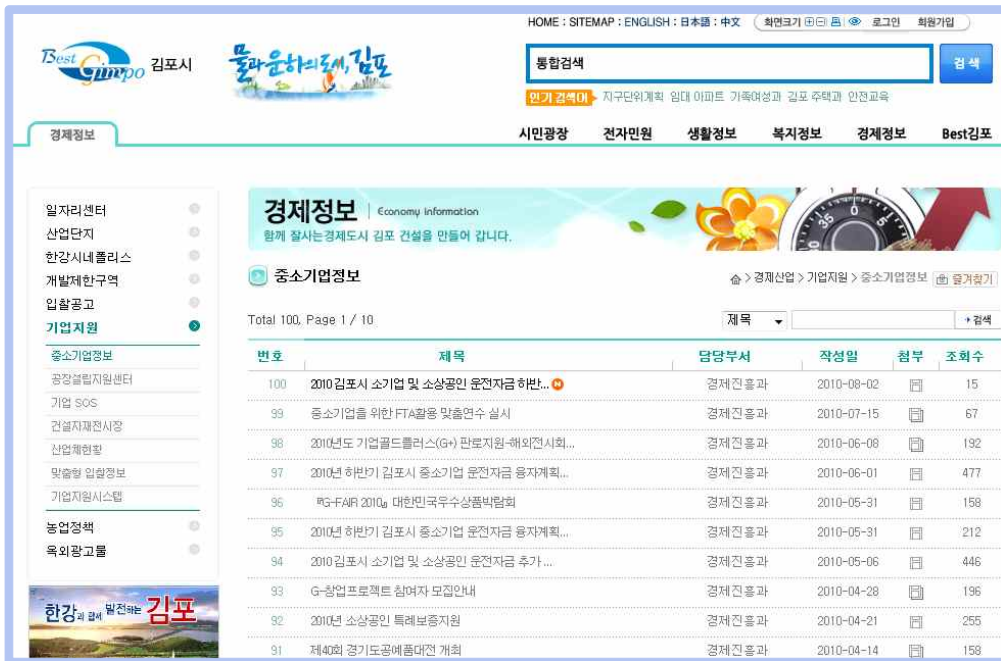 HOME : SITEMAP : ENGLISH : 日本語 : 中文 화면크기 로그인 회원가입
Best Gimpo 김포시
물과 운하의 도시, 김포
통합검색 검색
인기 검색어 지구단위계획 임대 아파트 가족여성과 김포 주택과 안전교육
경제정보
시민광장 전자민원 생활정보 복지정보 경제정보 Best김포
일자리센터
산업단지
한강시네폴리스
개발제한구역
입찰공고
기업지원
중소기업정보
공장설립지원센터
기업 SOS
건설자재전시장
산업체현황
맞춤형 입찰정보
기업지원시스템
농업정책
옥외광고물
한강과 함께 발전하는 김포
경제정보 Economy information
함께 잘사는경제도시 김포 건설을 만들어 갑니다.
중소기업정보
> 경제산업 > 기업지원 > 중소기업정보 즐겨찾기
Total 100, Page 1 / 10
제목 검색
번호 제목 담당부서 작성일 첨부 조회수
100 2010 김포시 소기업 및 소상공인 운전자금 하반... N 경제진흥과 2010-08-02 15
99 중소기업을 위한 FTA활용 맞춤연수 실시 경제진흥과 2010-07-15 67
98 2010년도 기업골드플러스(G+) 판로지원-해외전시회... 경제진흥과 2010-06-08 192
97 2010년 하반기 김포시 중소기업 운전자금 융자계획... 경제진흥과 2010-06-01 477
96 『G-FAIR 2010』 대한민국우수상품박람회 경제진흥과 2010-05-31 158
95 2010년 하반기 김포시 중소기업 운전자금 융자계획... 경제진흥과 2010-05-31 212
94 2010 김포시 소기업 및 소상공인 운전자금 추가 ... 경제진흥과 2010-05-06 446
93 G-창업프로젝트 참여자 모집안내 경제진흥과 2010-04-28 196
92 2010년 소상공인 특례보증지원 경제진흥과 2010-04-21 255
91 제40회 경기도공예품대전 개최 경제진흥과 2010-04-14 158